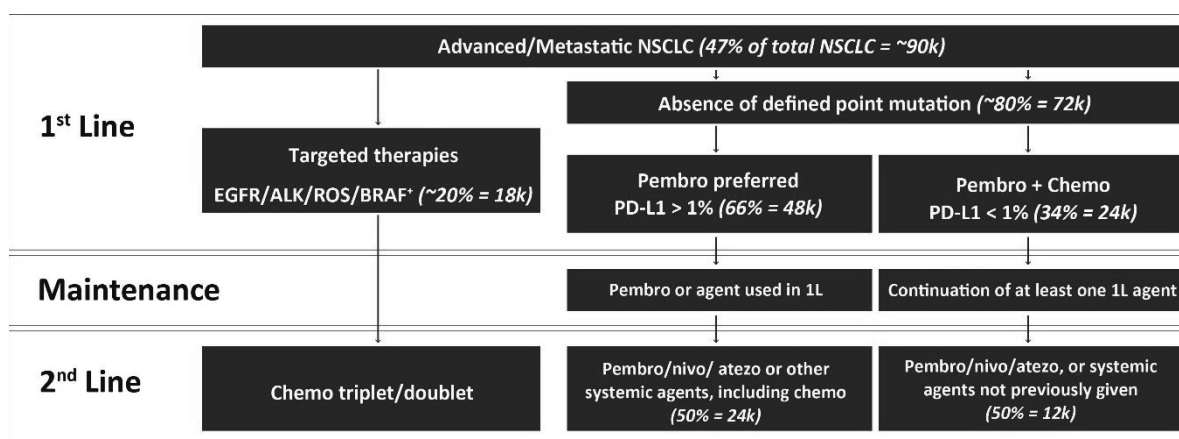 Advanced/Metastatic NSCLC (47% of total NSCLC = ~90k)
Absence of defined point mutation (~80% = 72k)
1st Line
Targeted therapies
EGFR/ALK/ROS/BRAF+ (~20% = 18k)
Pembro preferred
PD-L1 > 1% (66% = 48k)
Pembro + Chemo
PD-L1 < 1% (34% = 24k)
Maintenance
Pembro or agent used in 1L
Continuation of at least one 1L agent
2nd Line
Chemo triplet/doublet
Pembro/nivo/ atezo or other
systemic agents, including chemo
(50% = 24k)
Pembro/nivo/atezo, or systemic
agents not previously given
(50% = 12k)